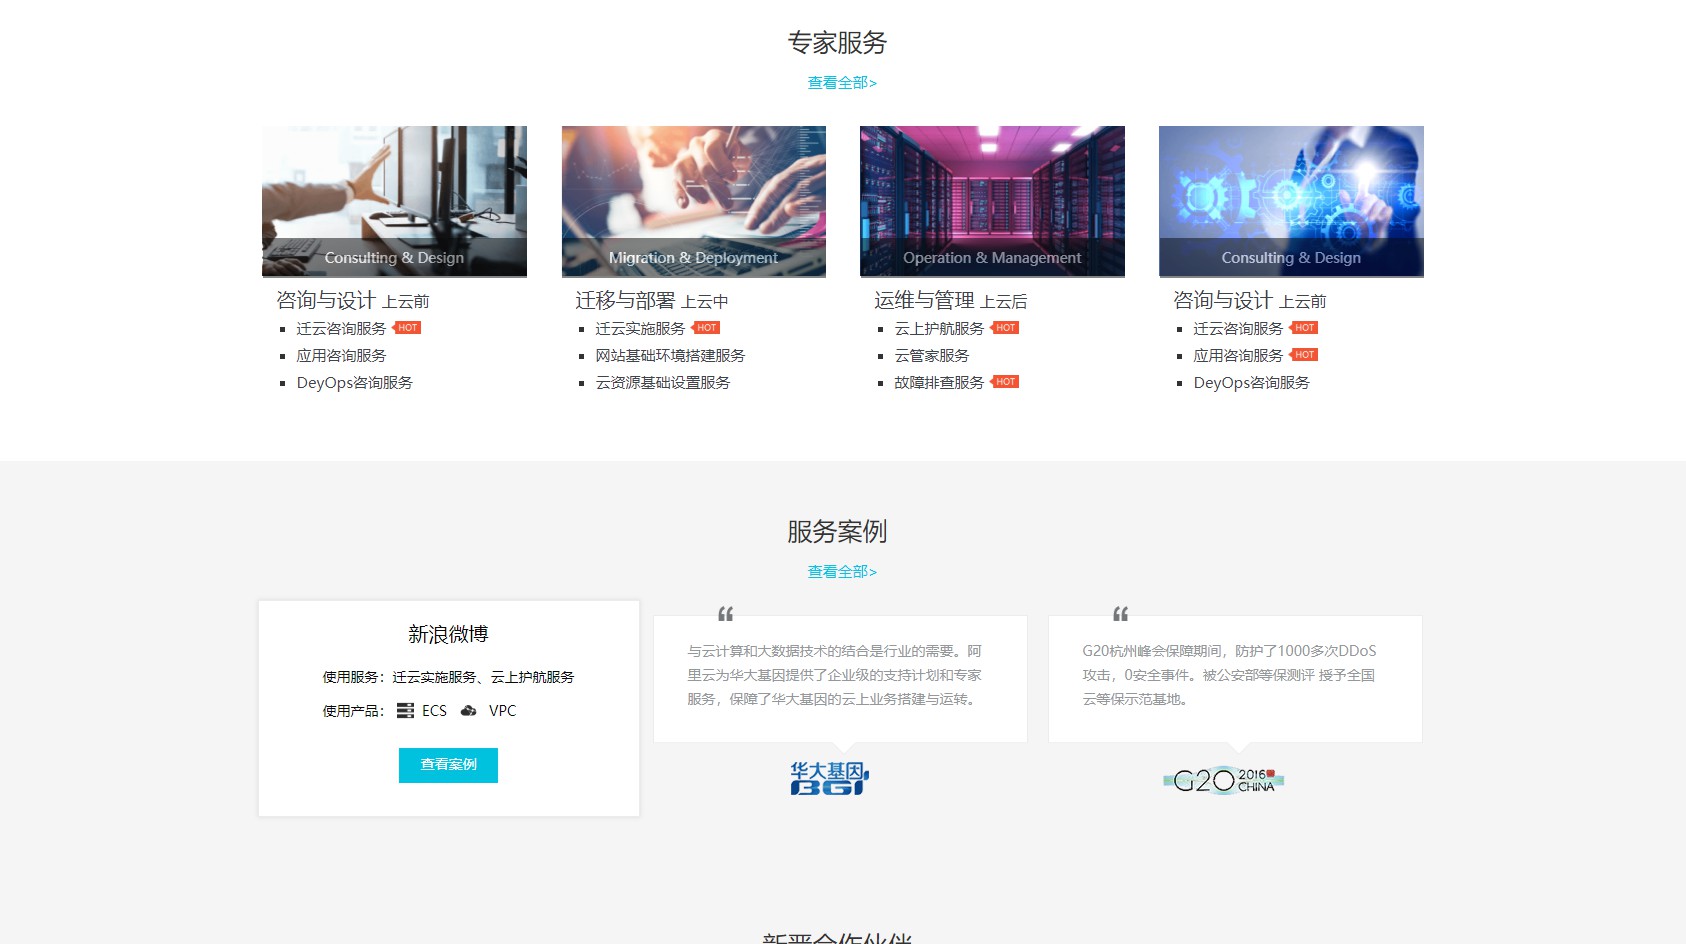 专家服务
查看全部>
Consulting & Design
Migration & Deployment
Operation & Management
Consulting & Design
咨询与设计 上云前
迁云咨询服务 HOT
应用咨询服务
DeyOps咨询服务
迁移与部署 上云中
迁云实施服务 HOT
网站基础环境搭建服务
云资源基础设置服务
运维与管理 上云后
云上护航服务 HOT
云管家服务
故障排查服务 HOT
咨询与设计 上云前
迁云咨询服务 HOT
应用咨询服务 HOT
DeyOps咨询服务
服务案例
查看全部>
新浪微博
使用服务：迁云实施服务、云上护航服务
使用产品： ECS VPC
查看案例
“
与云计算和大数据技术的结合是行业的需要。阿
里云为华大基因提供了企业级的支持计划和专家
服务，保障了华大基因的云上业务搭建与运转。
华大基因
BGI
“
G20杭州峰会保障期间，防护了1000多次DDoS
攻击，0安全事件。被公安部等保测评 授予全国
云等保示范基地。
G20 2016 CHINA
新晋合作伙伴